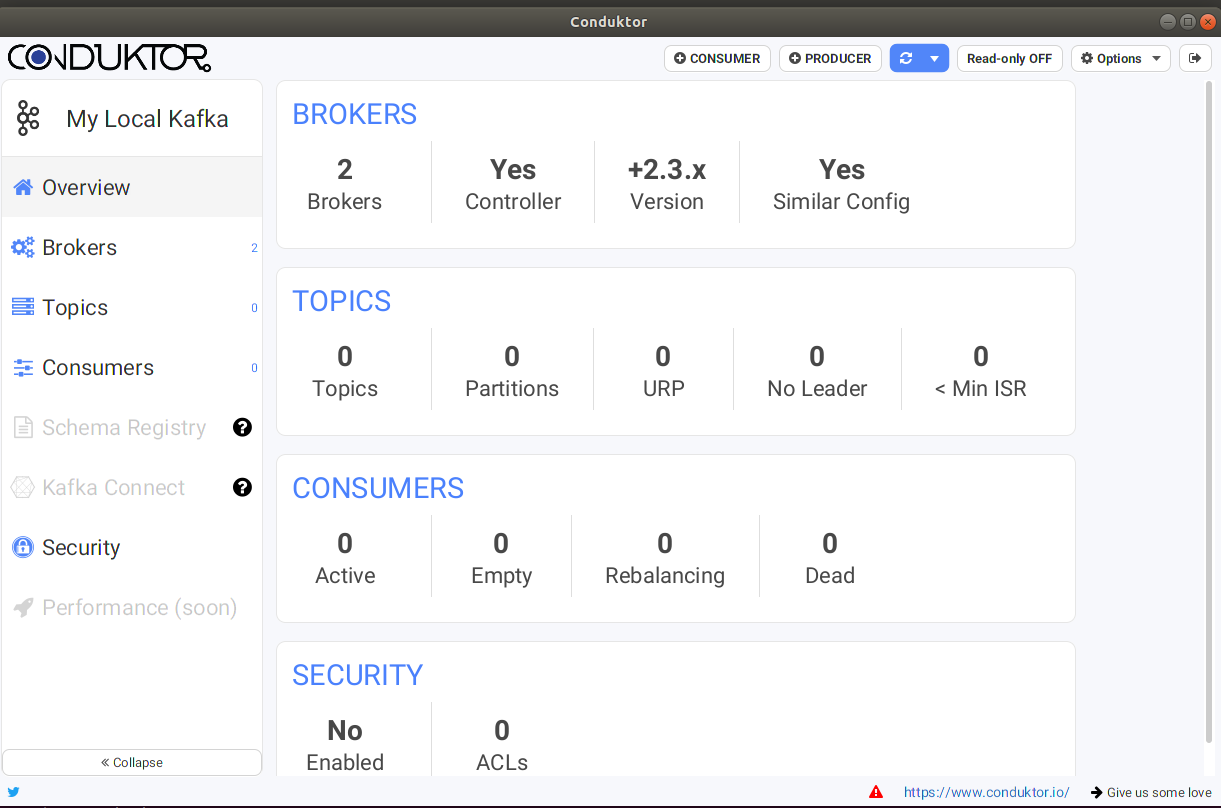 Conduktor
CONDUKTOR
CONSUMER
PRODUCER
Read-only OFF
Options
My Local Kafka
Overview
Brokers 2
Topics 0
Consumers 0
Schema Registry ?
Kafka Connect ?
Security
Performance (soon)
« Collapse
BROKERS
2 Yes +2.3.x Yes
Brokers Controller Version Similar Config
TOPICS
0 0 0 0 0
Topics Partitions URP No Leader < Min ISR
CONSUMERS
0 0 0 0
Active Empty Rebalancing Dead
SECURITY
No 0
Enabled ACLs
https://www.conduktor.io/ Give us some love